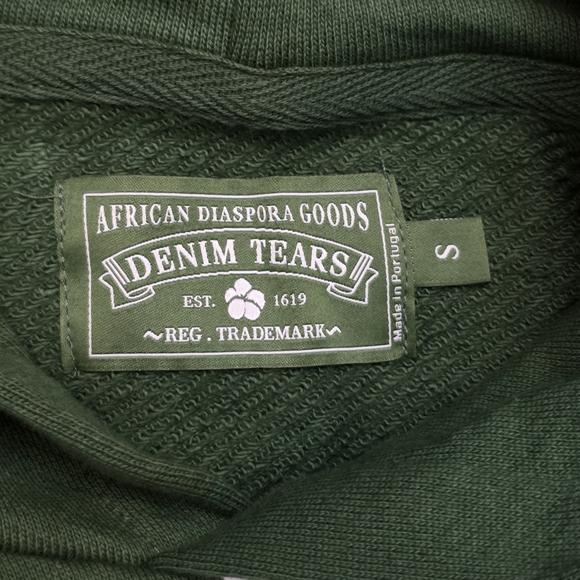 AFRICAN DIASPORA GOODS
DENIM TEARS
EST. 1619
~REG. TRADEMARK~
Made in Portugal
S